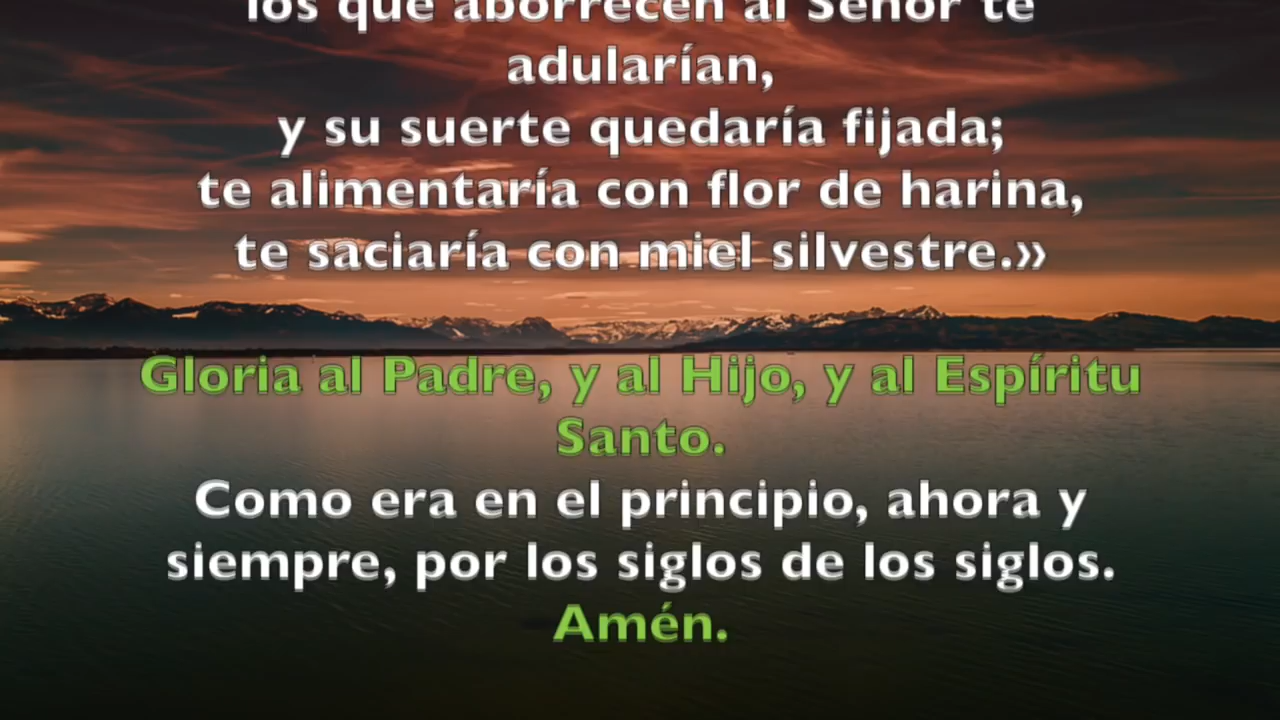 los que aborrecen al Señor te
adularían,
y su suerte quedaría fijada;
te alimentaría con flor de harina,
te saciaría con miel silvestre.»
Gloria al Padre, y al Hijo, y al Espíritu
Santo.
Como era en el principio, ahora y
siempre, por los siglos de los siglos.
Amén.